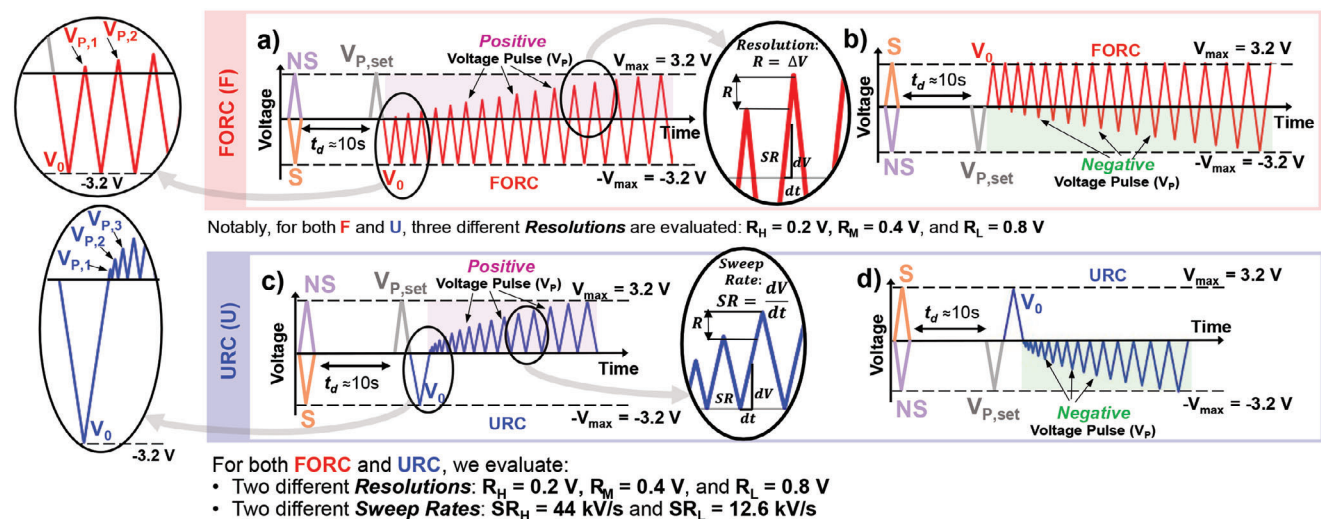 V_P,1
V_P,2
V_0
-3.2 V
V_P,3
V_P,2
V_P,1
V_0
-3.2 V
FORC (F)
a)
Voltage
NS
S
t_d ≈10s
V_P,set
Positive
Voltage Pulse (V_P)
V_max = 3.2 V
Time
V_0
FORC
-V_max = -3.2 V
Resolution:
R = ΔV
R
SR
dV
dt
b)
Voltage
S
NS
t_d ≈10s
V_P,set
V_0
FORC
V_max = 3.2 V
Time
Negative
Voltage Pulse (V_P)
-V_max = -3.2 V
Notably, for both F and U, three different Resolutions are evaluated: R_H = 0.2 V, R_M = 0.4 V, and R_L = 0.8 V
URC (U)
c)
Voltage
NS
S
t_d ≈10s
V_P,set
Positive
Voltage Pulse (V_P)
V_max = 3.2 V
Time
V_0
URC
-V_max = -3.2 V
Sweep
Rate:
SR = dV/dt
R
SR
dV
dt
d)
Voltage
S
NS
t_d ≈10s
V_P,set
V_0
URC
V_max = 3.2 V
Time
Negative
Voltage Pulse (V_P)
-V_max = -3.2 V
For both FORC and URC, we evaluate:
• Two different Resolutions: R_H = 0.2 V, R_M = 0.4 V, and R_L = 0.8 V
• Two different Sweep Rates: SR_H = 44 kV/s and SR_L = 12.6 kV/s